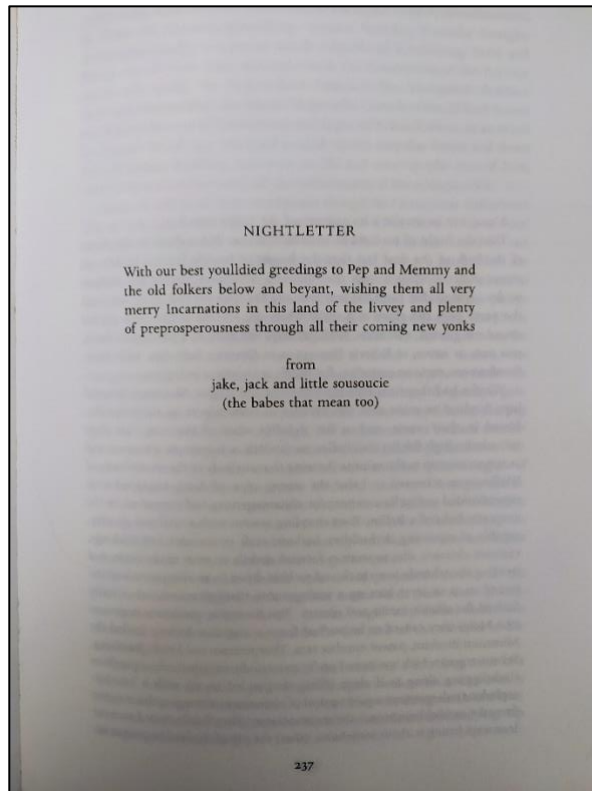 NIGHTLETTER
With our best youlldied greedings to Pep and Memmy and
the old folkers below and beyant, wishing them all very
merry Incarnations in this land of the livvey and plenty
of preprosperousness through all their coming new yonks
from
jake, jack and little sousoucie
(the babes that mean too)
237